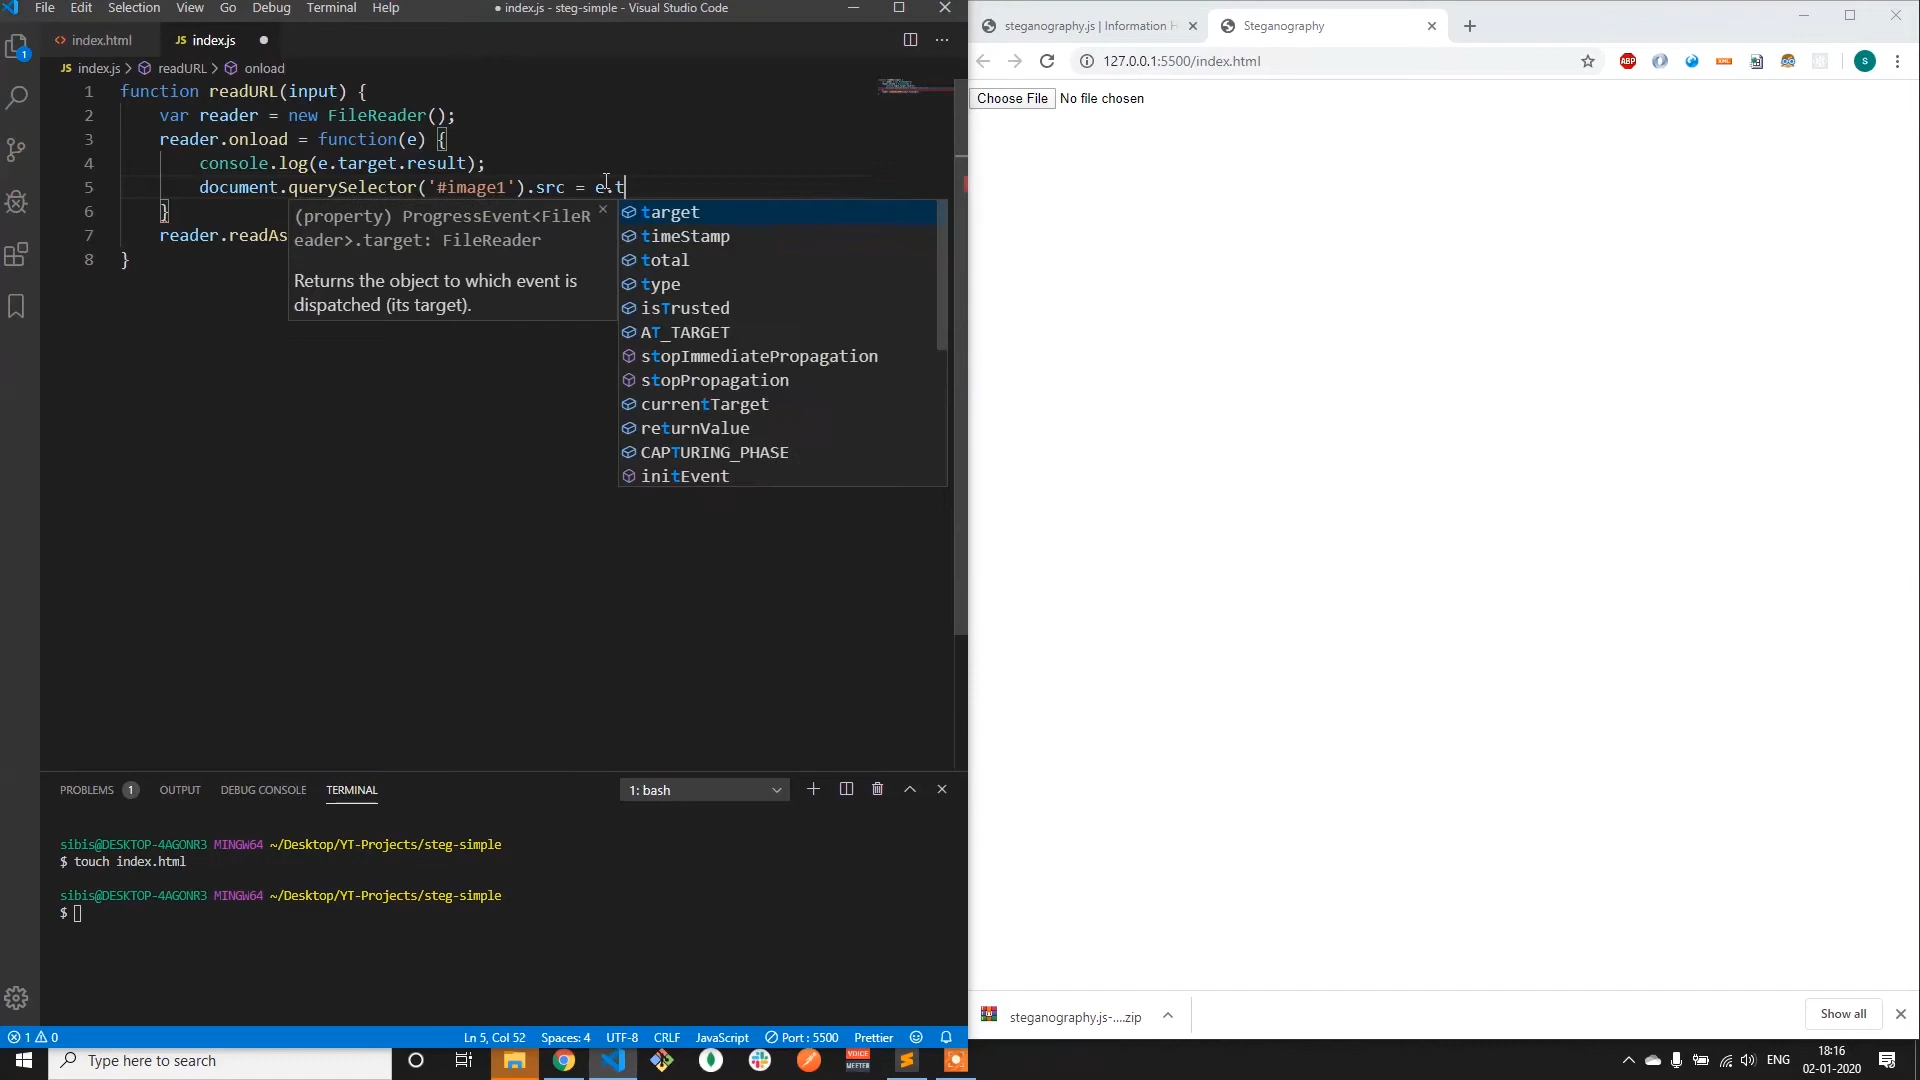 File Edit Selection View Go Debug Terminal Help
● index.js - steg-simple - Visual Studio Code
<> index.html
JS index.js ●
JS index.js > readURL > onload
1 function readURL(input) {
2 var reader = new FileReader();
3 reader.onload = function(e) {
4 console.log(e.target.result);
5 document.querySelector('#image1').src = e.t
6 }
7 reader.readAs
8 }
(property) ProgressEvent<FileR
eader>.target: FileReader
Returns the object to which event is
dispatched (its target).
target
timeStamp
total
type
isTrusted
AT_TARGET
stopImmediatePropagation
stopPropagation
currentTarget
returnValue
CAPTURING_PHASE
initEvent
PROBLEMS 1 OUTPUT DEBUG CONSOLE TERMINAL
1: bash
sibis@DESKTOP-4AGONR3 MINGW64 ~/Desktop/YT-Projects/steg-simple
$ touch index.html
sibis@DESKTOP-4AGONR3 MINGW64 ~/Desktop/YT-Projects/steg-simple
$
1 0
Ln 5, Col 52 Spaces: 4 UTF-8 CRLF JavaScript Port : 5500 Prettier
steganography.js | Information H
Steganography
127.0.0.1:5500/index.html
ABP
XML
S
Choose File No file chosen
steganography.js-....zip
Show all
Type here to search
VOICE
MEETER
ENG
18:16
02-01-2020